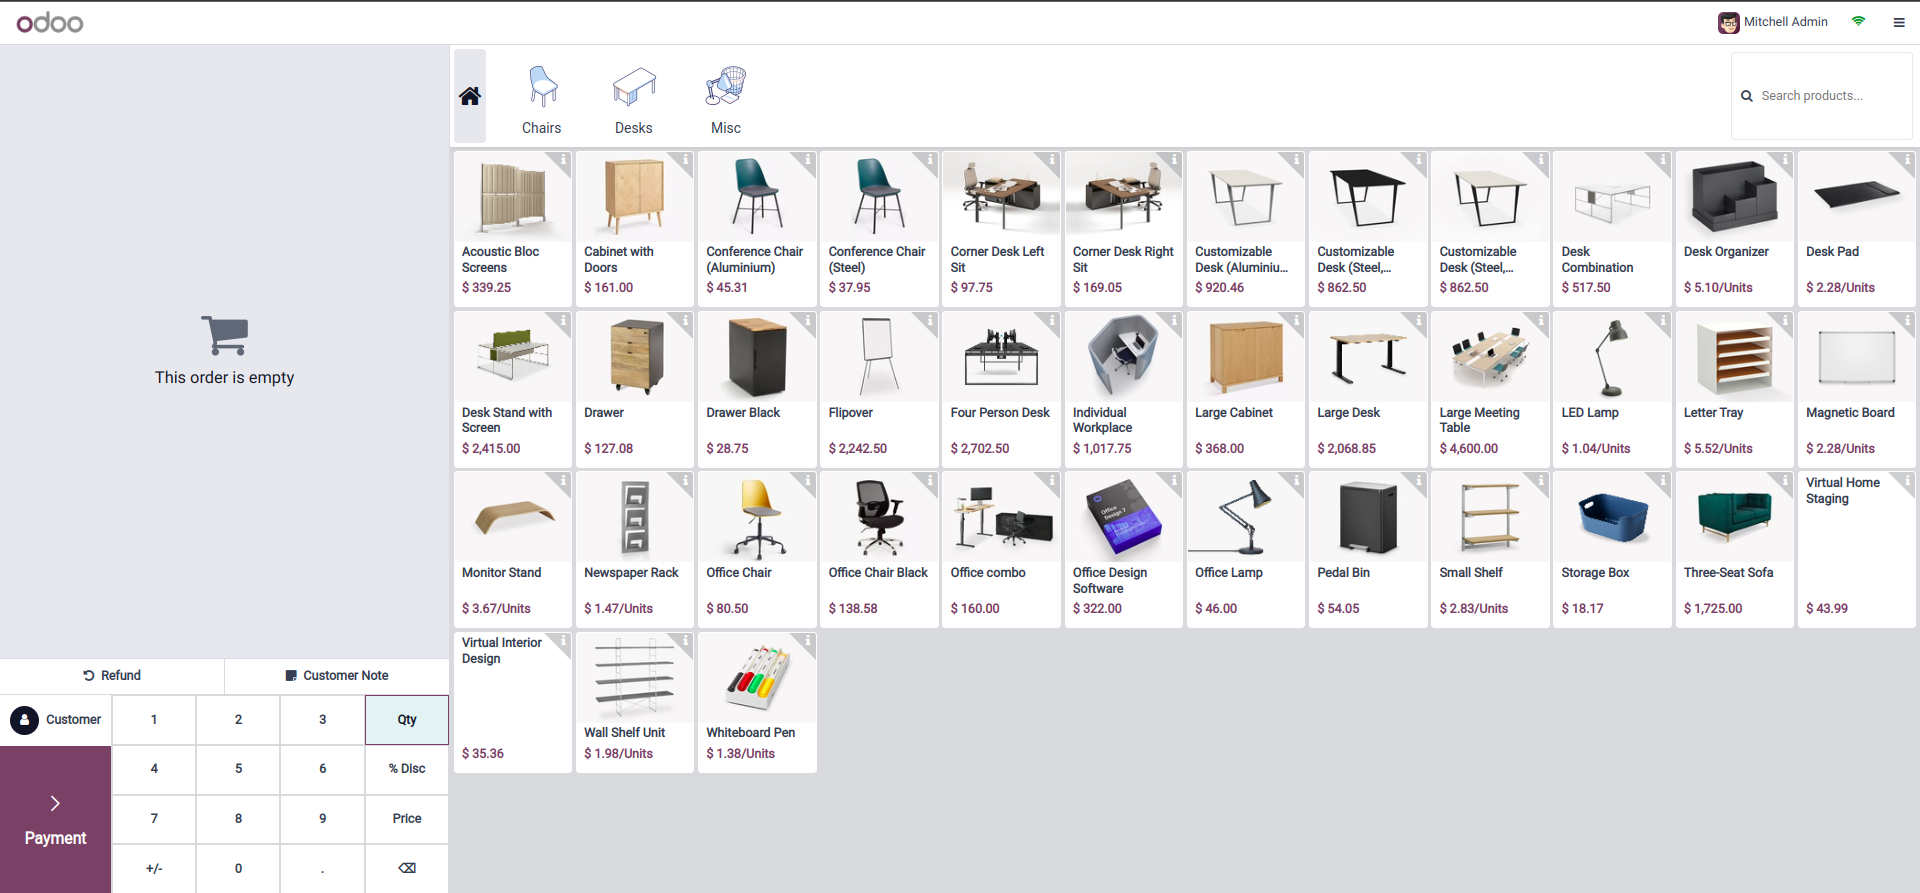 odoo
Mitchell Admin
Chairs
Desks
Misc
Search products...
This order is empty
Acoustic Bloc
Screens
$ 339.25
Cabinet with
Doors
$ 161.00
Conference Chair
(Aluminium)
$ 45.31
Conference Chair
(Steel)
$ 37.95
Corner Desk Left
Sit
$ 97.75
Corner Desk Right
Sit
$ 169.05
Customizable
Desk (Aluminiu...
$ 920.46
Customizable
Desk (Steel,...
$ 862.50
Customizable
Desk (Steel,...
$ 862.50
Desk
Combination
$ 517.50
Desk Organizer
$ 5.10/Units
Desk Pad
$ 2.28/Units
Desk Stand with
Screen
$ 2,415.00
Drawer
$ 127.08
Drawer Black
$ 28.75
Flipover
$ 2,242.50
Four Person Desk
$ 2,702.50
Individual
Workplace
$ 1,017.75
Large Cabinet
$ 368.00
Large Desk
$ 2,068.85
Large Meeting
Table
$ 4,600.00
LED Lamp
$ 1.04/Units
Letter Tray
$ 5.52/Units
Magnetic Board
$ 2.28/Units
Monitor Stand
$ 3.67/Units
Newspaper Rack
$ 1.47/Units
Office Chair
$ 80.50
Office Chair Black
$ 138.58
Office combo
$ 160.00
Office
Design 7
Office Design
Software
$ 322.00
Office Lamp
$ 46.00
Pedal Bin
$ 54.05
Small Shelf
$ 2.83/Units
Storage Box
$ 18.17
Three-Seat Sofa
$ 1,725.00
Virtual Home
Staging
$ 43.99
Virtual Interior
Design
$ 35.36
Wall Shelf Unit
$ 1.98/Units
Whiteboard Pen
$ 1.38/Units
Refund
Customer Note
Customer
1
2
3
Qty
4
5
6
% Disc
Payment
7
8
9
Price
+/-
0
.